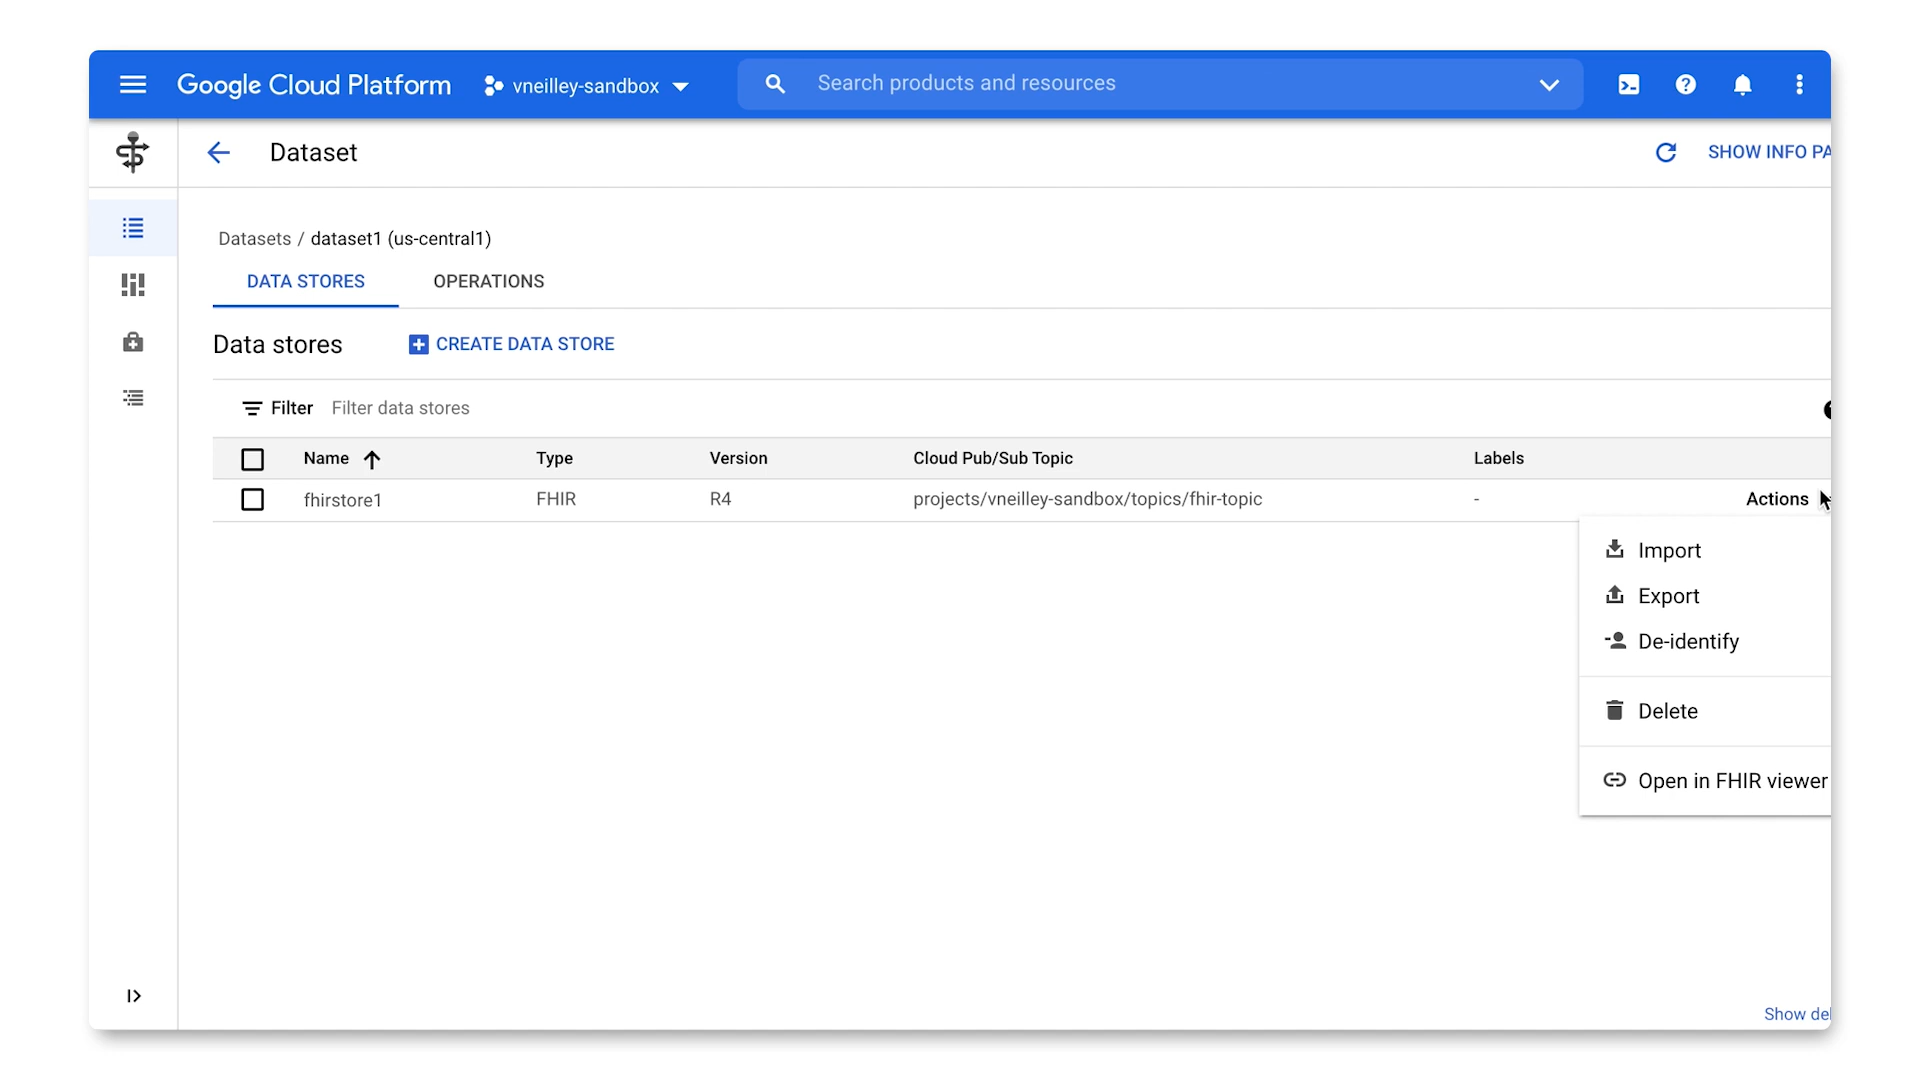 Google Cloud Platform
vneilley-sandbox
Search products and resources
Dataset
SHOW INFO PA
Datasets / dataset1 (us-central1)
DATA STORES
OPERATIONS
Data stores
CREATE DATA STORE
Filter
Filter data stores
Name
Type
Version
Cloud Pub/Sub Topic
Labels
fhirstore1
FHIR
R4
projects/vneilley-sandbox/topics/fhir-topic
-
Actions
Import
Export
De-identify
Delete
Open in FHIR viewer
Show de